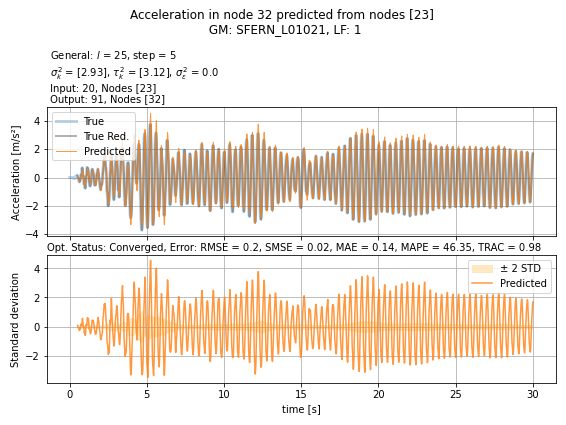 Acceleration in node 32 predicted from nodes [23]
GM: SFERN_L01021, LF: 1
General: l = 25, step = 5
σ²ₖ = [2.93], τ²ₖ = [3.12], σ²ε = 0.0
Input: 20, Nodes [23]
Output: 91, Nodes [32]
True
True Red.
Predicted
Acceleration [m/s²]
4
2
0
−2
−4
Opt. Status: Converged, Error: RMSE = 0.2, SMSE = 0.02, MAE = 0.14, MAPE = 46.35, TRAC = 0.98
± 2 STD
Predicted
Standard deviation
4
2
0
−2
0 5 10 15 20 25 30
time [s]